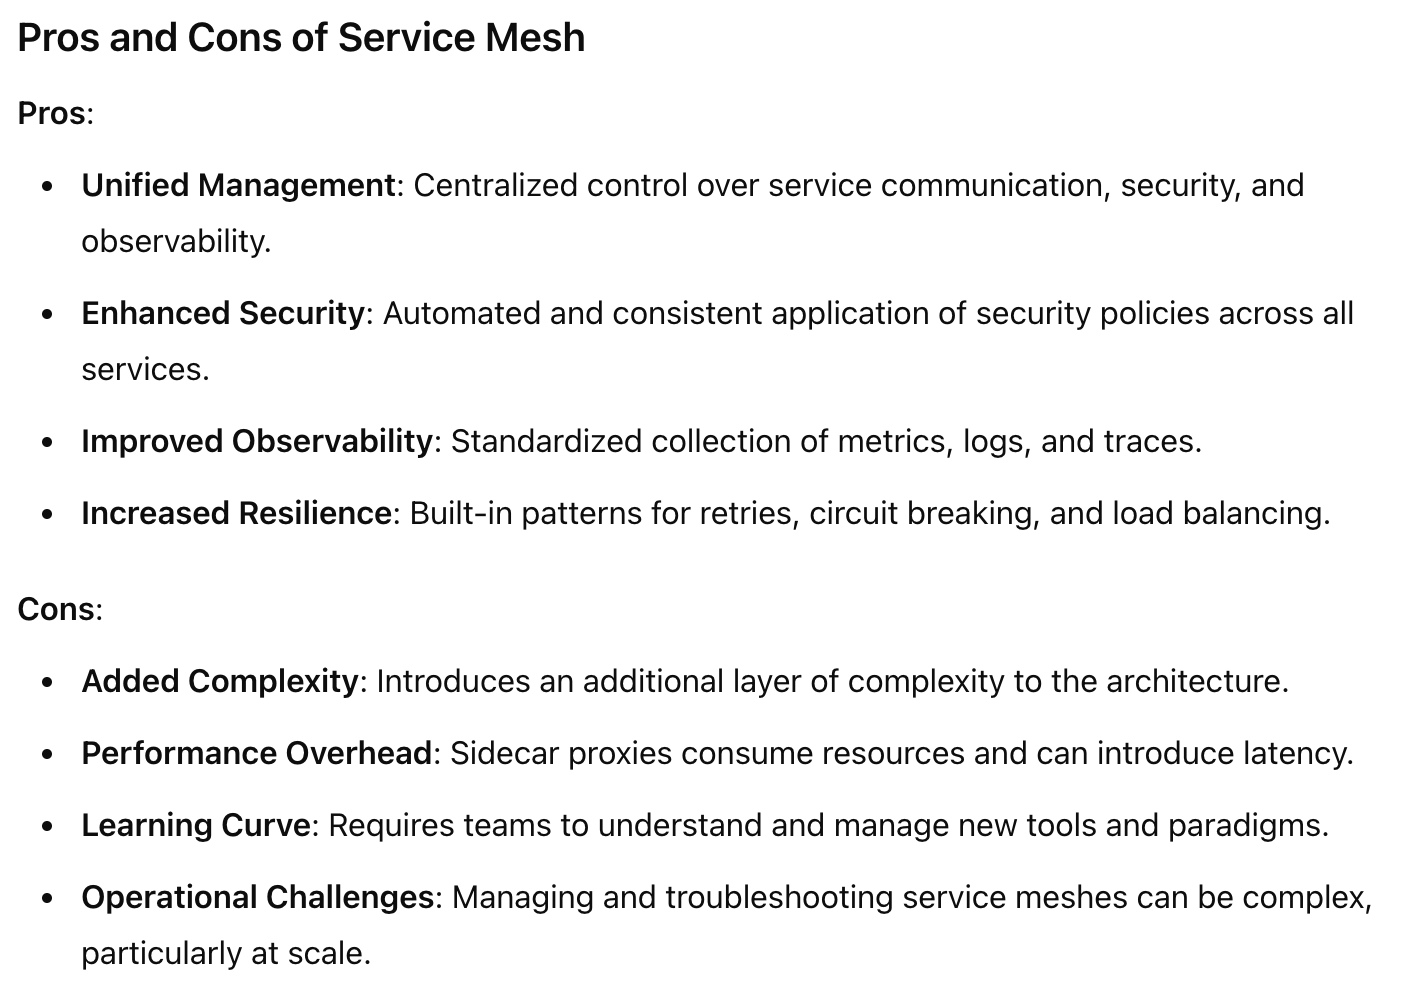 Pros and Cons of Service Mesh
Pros:
• Unified Management: Centralized control over service communication, security, and
observability.
• Enhanced Security: Automated and consistent application of security policies across all
services.
• Improved Observability: Standardized collection of metrics, logs, and traces.
• Increased Resilience: Built-in patterns for retries, circuit breaking, and load balancing.
Cons:
• Added Complexity: Introduces an additional layer of complexity to the architecture.
• Performance Overhead: Sidecar proxies consume resources and can introduce latency.
• Learning Curve: Requires teams to understand and manage new tools and paradigms.
• Operational Challenges: Managing and troubleshooting service meshes can be complex,
particularly at scale.